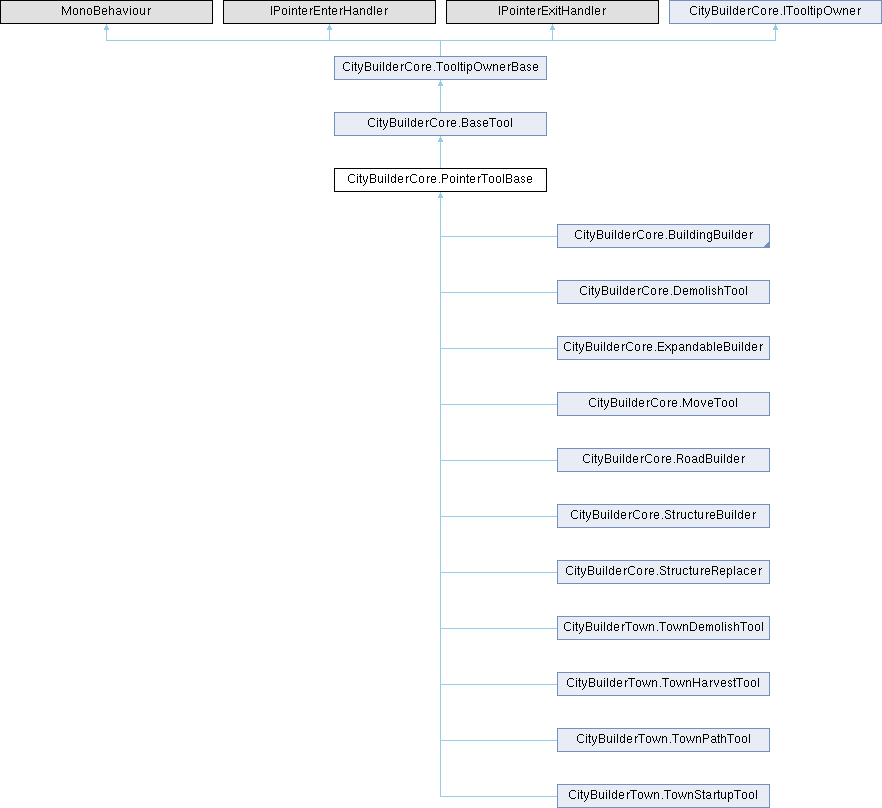 MonoBehaviour
IPointerEnterHandler
IPointerExitHandler
CityBuilderCore.ITooltipOwner
CityBuilderCore.TooltipOwnerBase
CityBuilderCore.BaseTool
CityBuilderCore.PointerToolBase
CityBuilderCore.BuildingBuilder
CityBuilderCore.DemolishTool
CityBuilderCore.ExpandableBuilder
CityBuilderCore.MoveTool
CityBuilderCore.RoadBuilder
CityBuilderCore.StructureBuilder
CityBuilderCore.StructureReplacer
CityBuilderTown.TownDemolishTool
CityBuilderTown.TownHarvestTool
CityBuilderTown.TownPathTool
CityBuilderTown.TownStartupTool